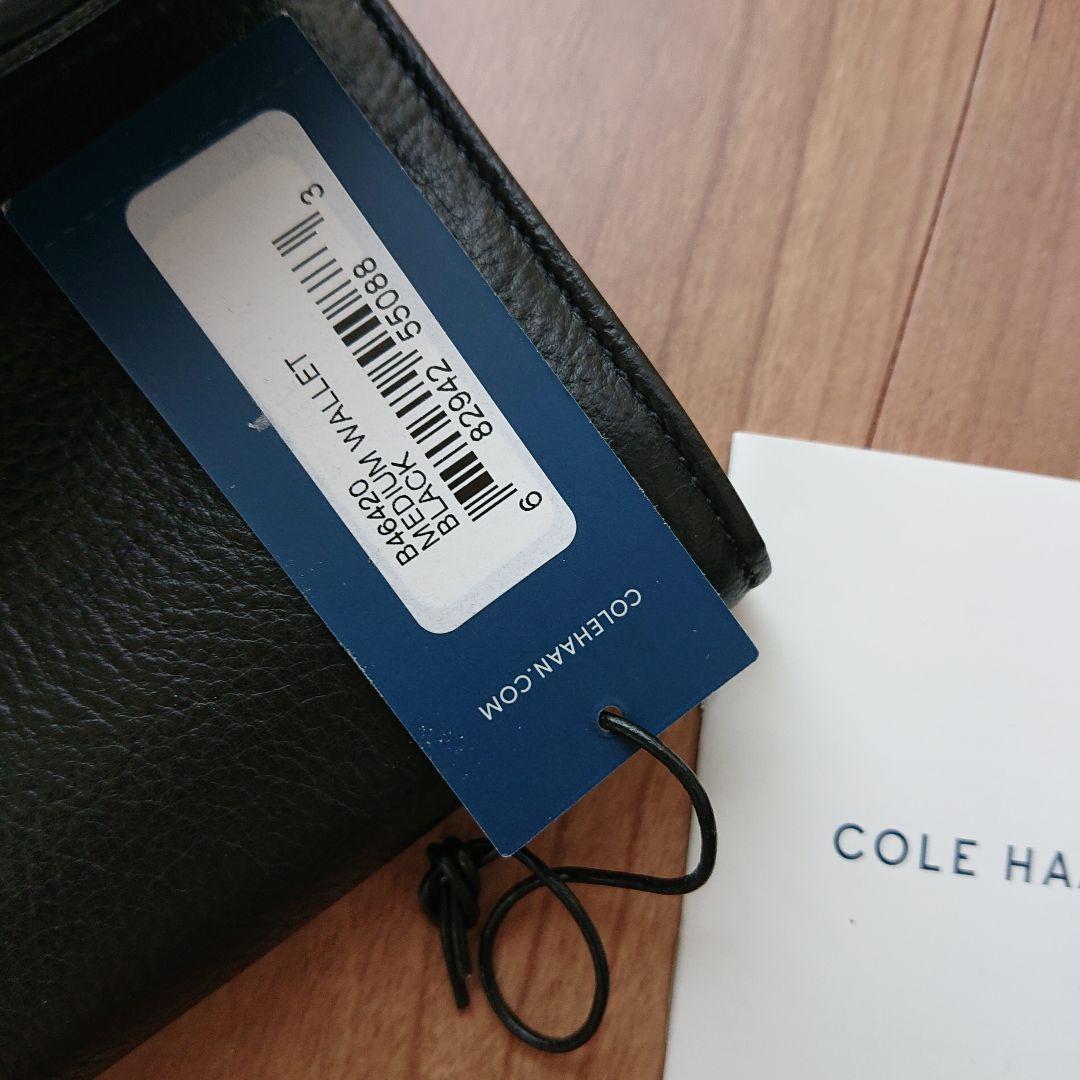 B46420
MEDIUM WALLET
BLACK
6 82942 55088 3
COLEHAAN.COM
COLE HA